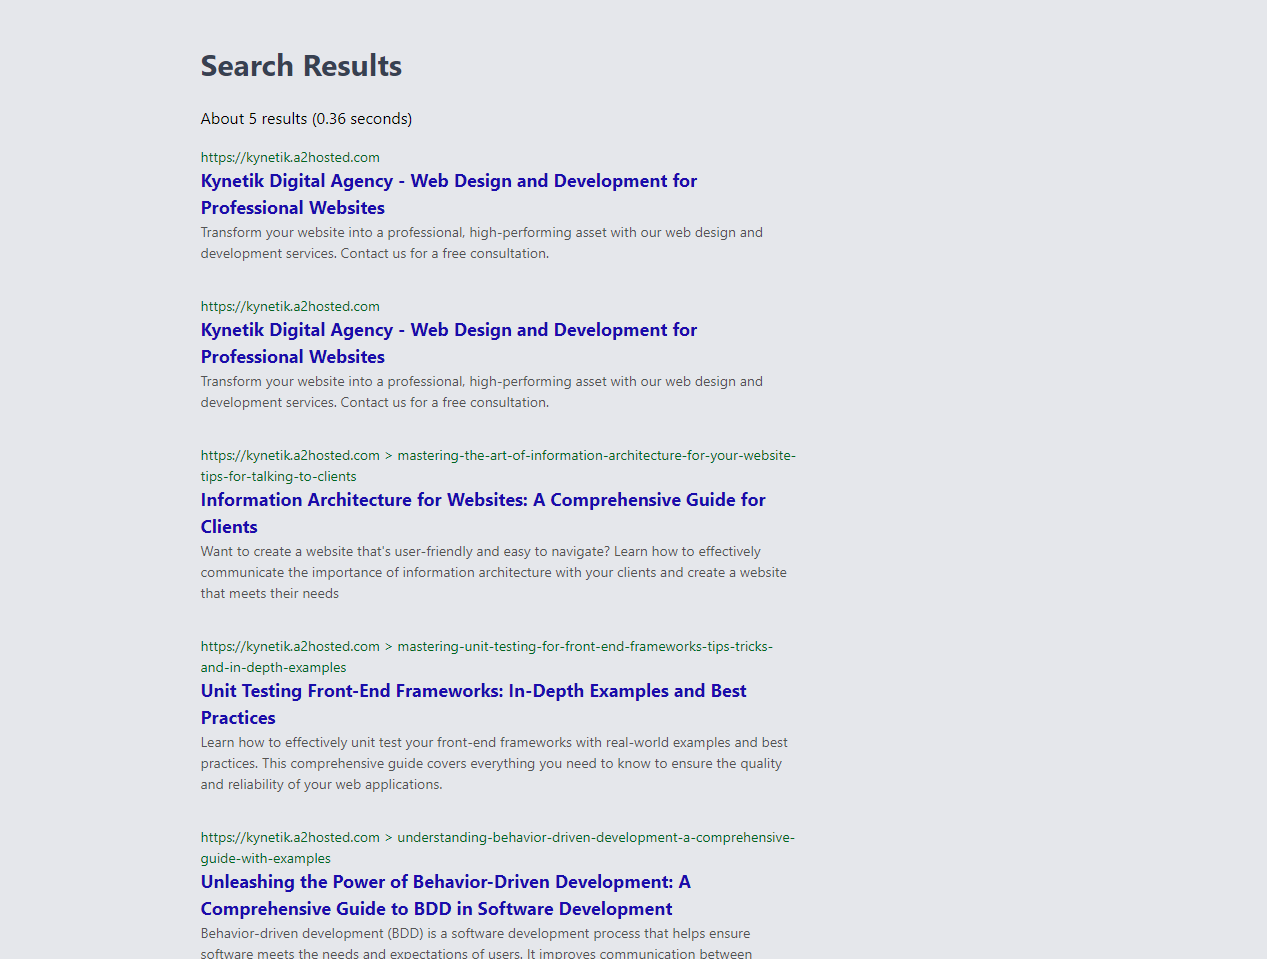 Search Results
About 5 results (0.36 seconds)
https://kynetik.a2hosted.com
Kynetik Digital Agency - Web Design and Development for
Professional Websites
Transform your website into a professional, high-performing asset with our web design and
development services. Contact us for a free consultation.
https://kynetik.a2hosted.com
Kynetik Digital Agency - Web Design and Development for
Professional Websites
Transform your website into a professional, high-performing asset with our web design and
development services. Contact us for a free consultation.
https://kynetik.a2hosted.com > mastering-the-art-of-information-architecture-for-your-website-
tips-for-talking-to-clients
Information Architecture for Websites: A Comprehensive Guide for
Clients
Want to create a website that's user-friendly and easy to navigate? Learn how to effectively
communicate the importance of information architecture with your clients and create a website
that meets their needs
https://kynetik.a2hosted.com > mastering-unit-testing-for-front-end-frameworks-tips-tricks-
and-in-depth-examples
Unit Testing Front-End Frameworks: In-Depth Examples and Best
Practices
Learn how to effectively unit test your front-end frameworks with real-world examples and best
practices. This comprehensive guide covers everything you need to know to ensure the quality
and reliability of your web applications.
https://kynetik.a2hosted.com > understanding-behavior-driven-development-a-comprehensive-
guide-with-examples
Unleashing the Power of Behavior-Driven Development: A
Comprehensive Guide to BDD in Software Development
Behavior-driven development (BDD) is a software development process that helps ensure
software meets the needs and expectations of users. It improves communication between